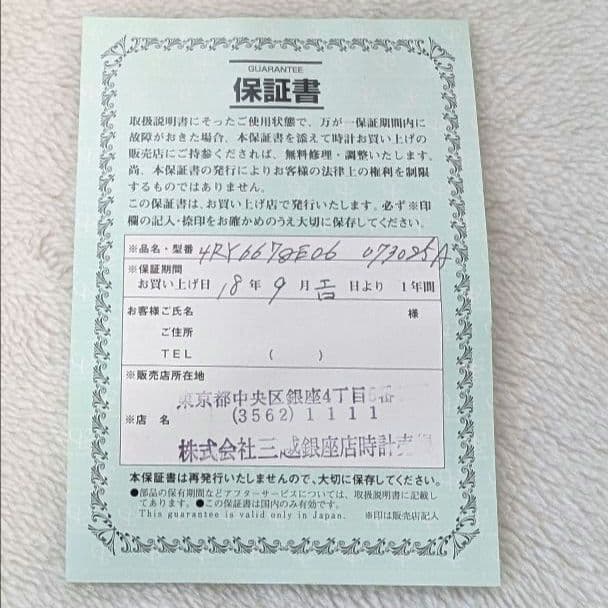 GUARANTEE
保証書
取扱説明書にそったご使用状態で、万が一保証期間内に
故障がおきた場合、本保証書を添えて時計お買い上げの
販売店にご持参くだされば、無料修理・調整いたします。
尚、本保証書の発行によりお客様の法律上の権利を制限
するものではありません。
この保証書は、お買い上げ店で発行いたします。必ず※印
欄の記入・捺印をお確かめのうえ大切に保存してください。
※品名・型番 4RY667 06 073025A
※保証期間
お買い上げ日 18年 9月 吉日より 1年間
お客様ご氏名 様
ご住所
TEL ( )
※販売店所在地
東京都中央区銀座4丁目6番
※店 名 (3562)1111
株式会社三越銀座店時計売場
本保証書は再発行いたしませんので、大切に保存してください。
●部品の保有期間などアフターサービスについては、取扱説明書に記載し
てあります。●この保証書は国内のみ有効です。
This guarantee is valid only in Japan. ※印は販売店記入